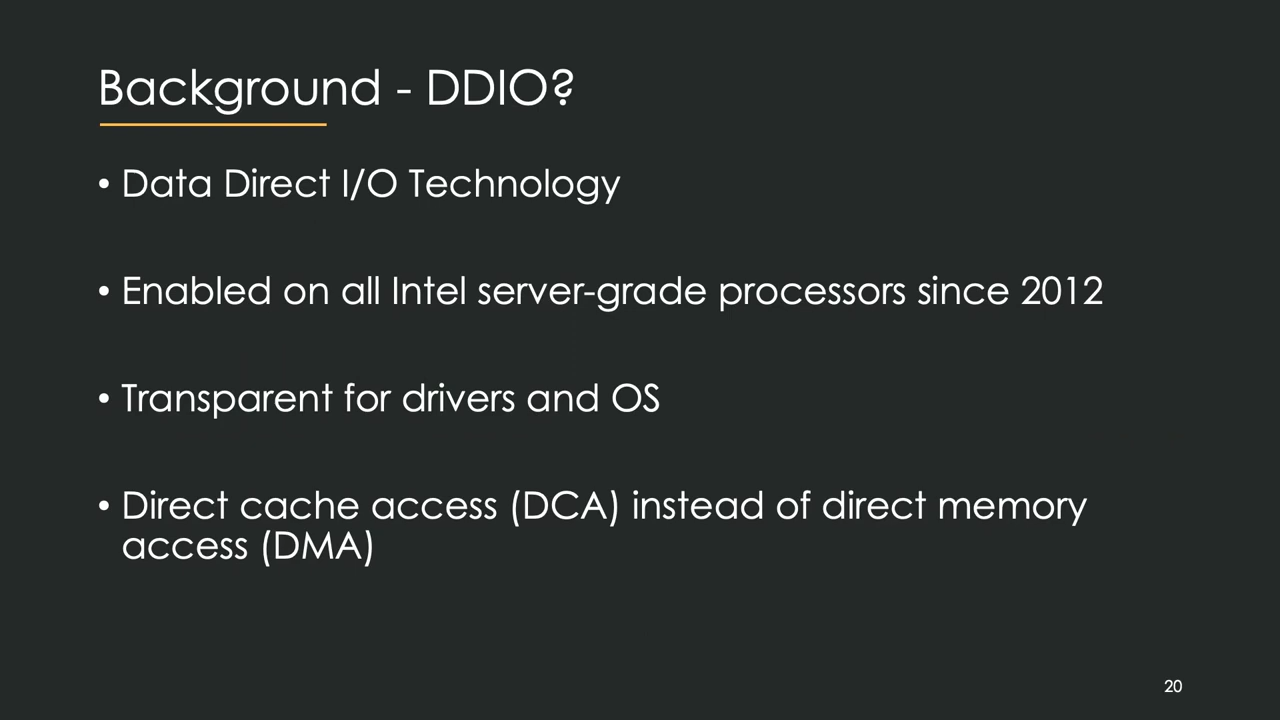 Background - DDIO?
• Data Direct I/O Technology
• Enabled on all Intel server-grade processors since 2012
• Transparent for drivers and OS
• Direct cache access (DCA) instead of direct memory
access (DMA)
20